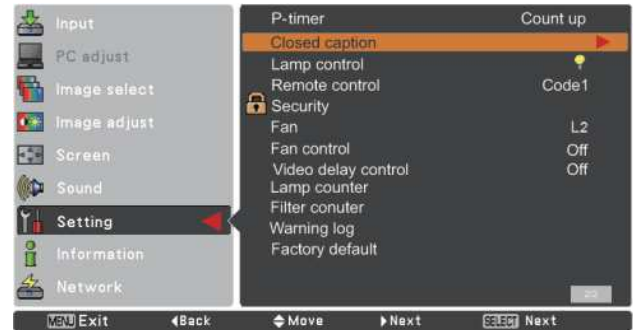 Input
PC adjust
Image select
Image adjust
Screen
Sound
Setting
Information
Network
P-timer Count up
Closed caption
Lamp control
Remote control Code1
Security
Fan L2
Fan control Off
Video delay control Off
Lamp counter
Filter conuter
Warning log
Factory default
MENU Exit Back Move Next SELECT Next